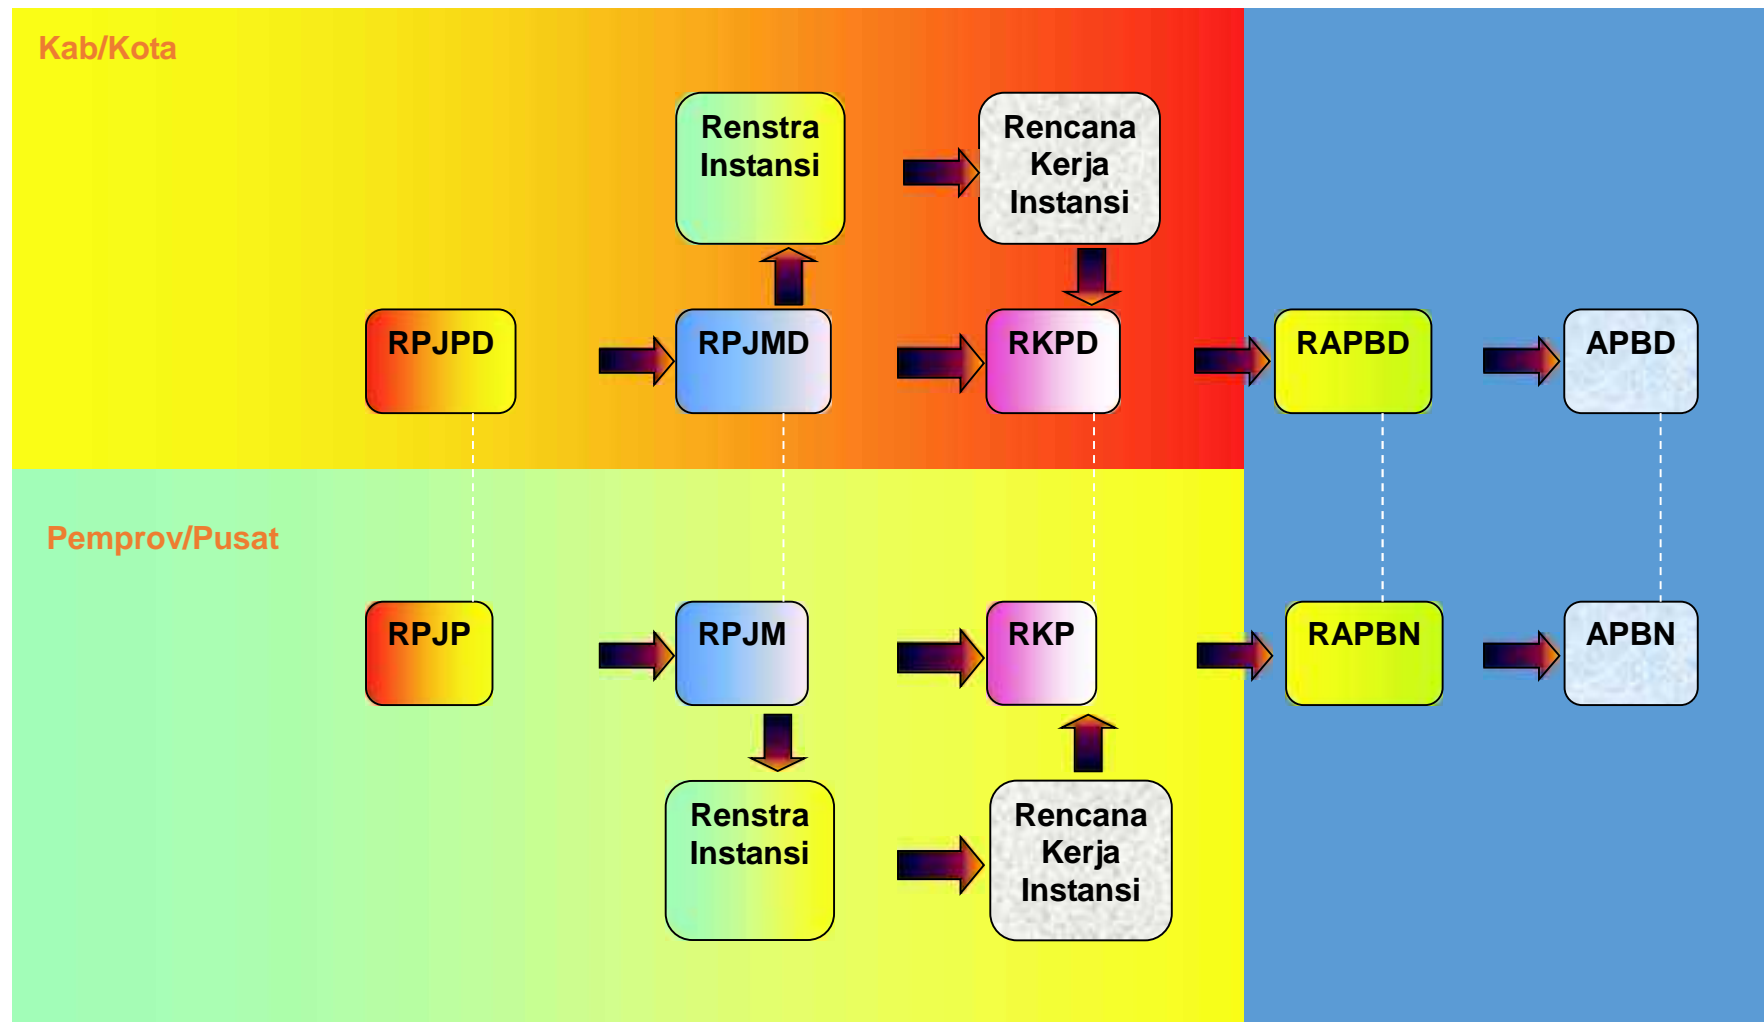 Kab/Kota
Renstra
Instansi
Rencana
Kerja
Instansi
RPJPD
RPJMD
RKPD
RAPBD
APBD
Pemprov/Pusat
RPJP
RPJM
RKP
RAPBN
APBN
Renstra
Instansi
Rencana
Kerja
Instansi